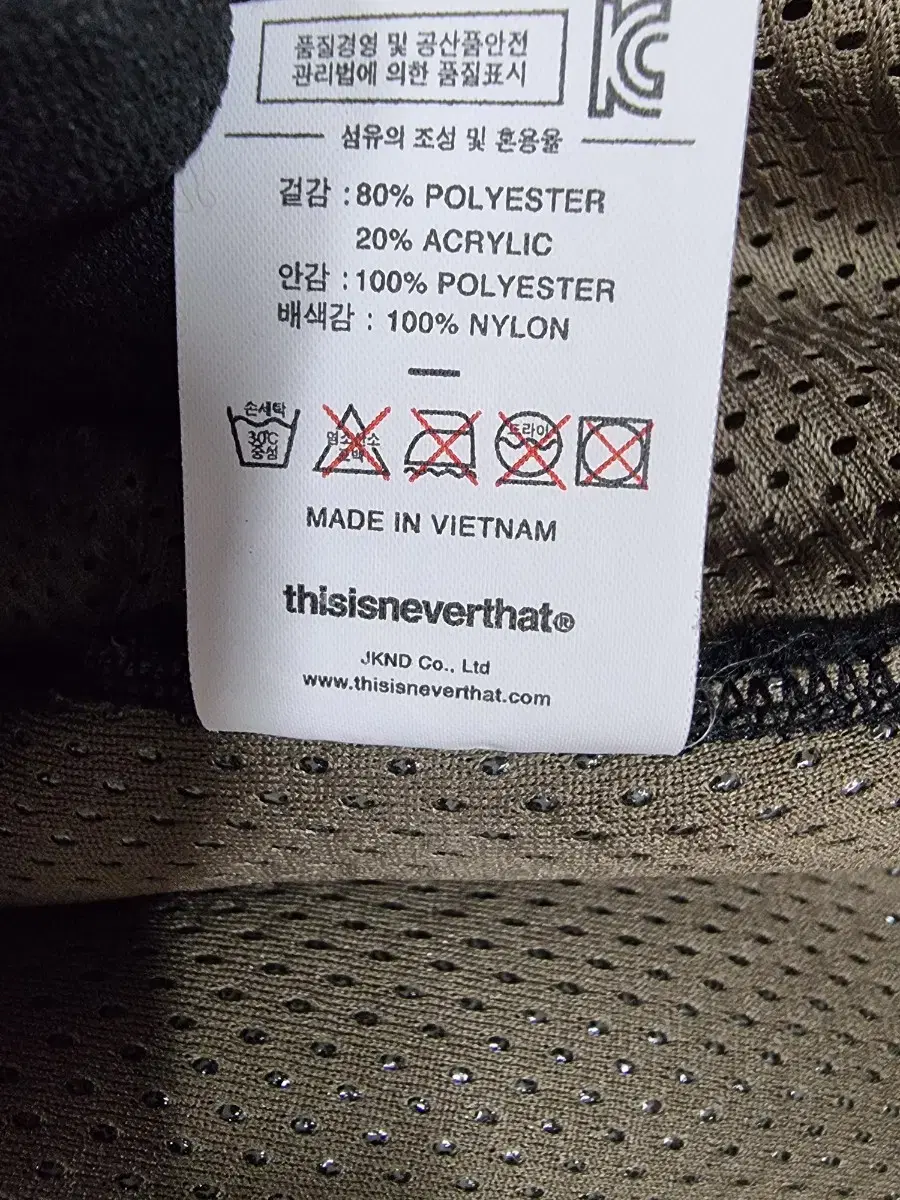 품질경영 및 공산품안전
관리법에 의한 품질표시
섬유의 조성 및 혼용율
겉감 : 80% POLYESTER
20% ACRYLIC
안감 : 100% POLYESTER
배색감 : 100% NYLON
손세탁
30℃
중성
드라이
MADE IN VIETNAM
thisisneverthat®
JKND Co., Ltd
www.thisisneverthat.com